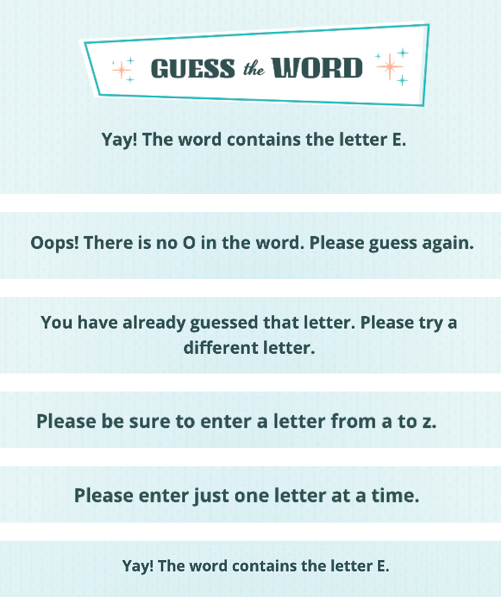 GUESS the WORD
Yay! The word contains the letter E.
Oops! There is no O in the word. Please guess again.
You have already guessed that letter. Please try a
different letter.
Please be sure to enter a letter from a to z.
Please enter just one letter at a time.
Yay! The word contains the letter E.